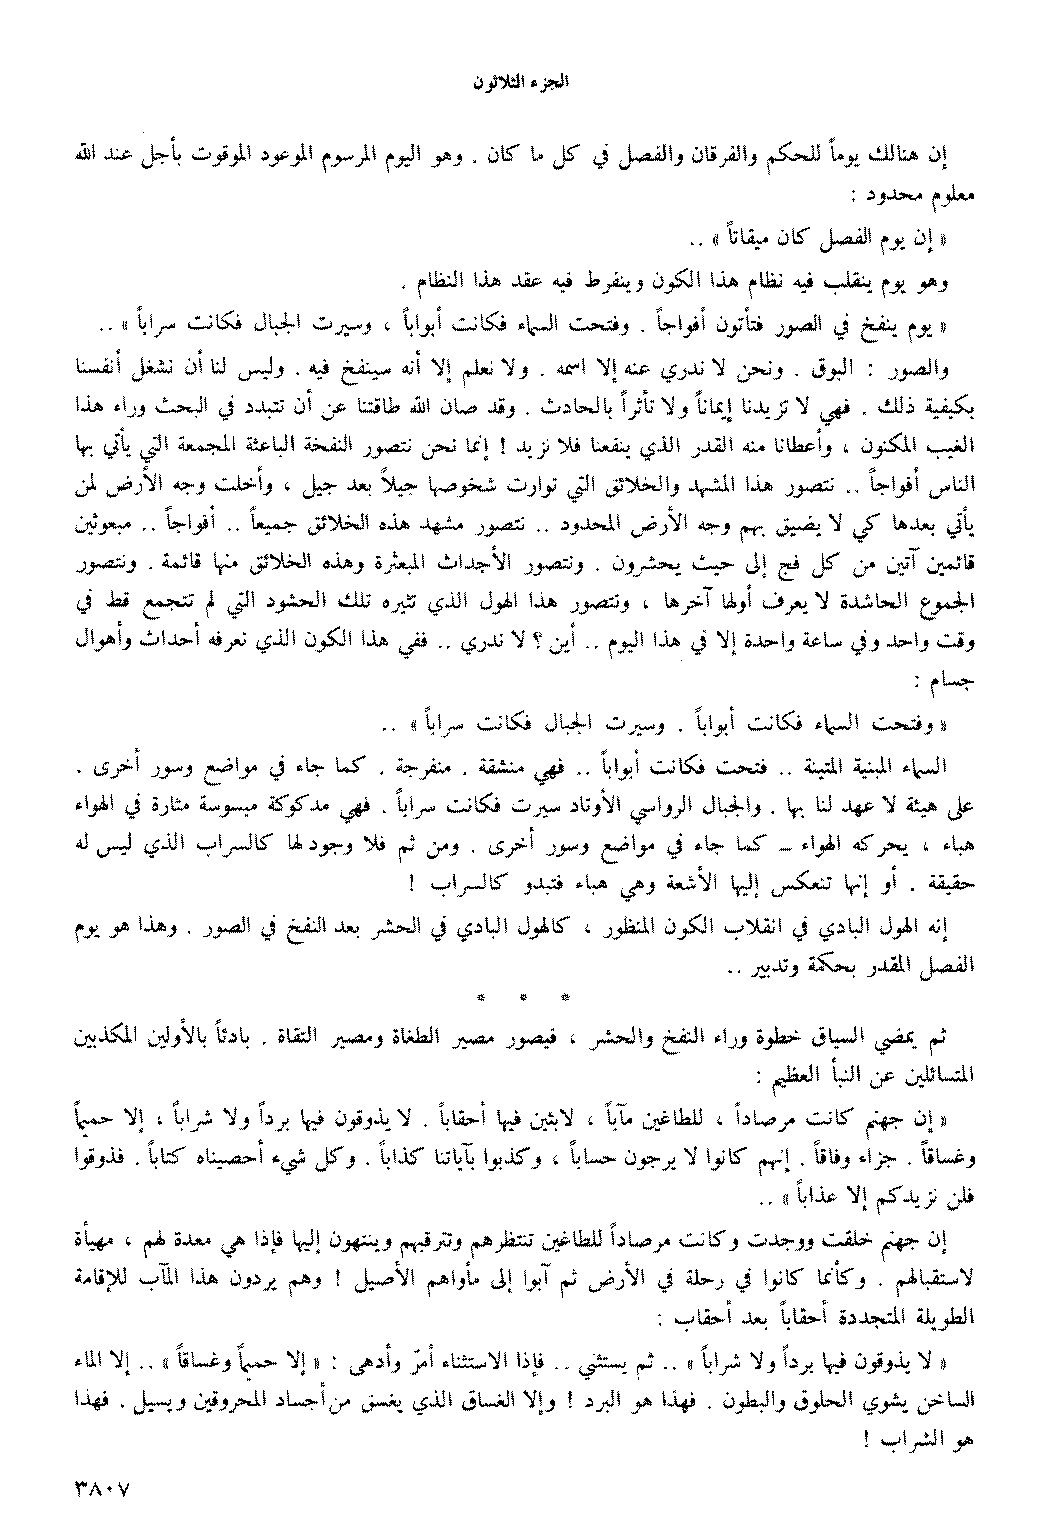 الجزء الثلاثون
إن هنالك يوماً للحكم والفرقان والفصل في كل ما كان . وهو اليوم المرسوم الموعود الموقوت بأجل عند الله
معلوم محدود :
« إن يوم الفصل كان ميقاتاً » ..
وهو يوم ينقلب فيه نظام هذا الكون وينفرط فيه عقد هذا النظام .
« يوم ينفخ في الصور فتأتون أفواجاً . وفتحت السماء فكانت أبواباً ، وسيرت الجبال فكانت سراباً » ..
والصور : البوق . ونحن لا ندري عنه إلا اسمه . ولا نعلم إلا أنه سينفخ فيه . وليس لنا أن نشغل أنفسنا
بكيفية ذلك . فهي لا تزيدنا إيماناً ولا تأثراً بالحادث . وقد صان الله طاقتنا عن أن تتبدد في البحث وراء هذا
الغيب المكنون ، وأعطانا منه القدر الذي ينفعنا فلا نزيد ! إنما نحن نتصور النفخة الباعثة المجمعة التي يأتي بها
الناس أفواجاً .. نتصور هذا المشهد والخلائق التي توارت شخوصها جيلاً بعد جيل ، وأخلت وجه الأرض لمن
يأتي بعدها كي لا يضيق بهم وجه الأرض المحدود .. نتصور مشهد هذه الخلائق جميعاً .. أفواجاً .. مبعوثين
قائمين آتين من كل فج إلى حيث يحشرون . ونتصور الأجداث المبعثرة وهذه الخلائق منها قائمة . ونتصور
الجموع الحاشدة لا يعرف أولها آخرها ، ونتصور هذا الهول الذي تثيره تلك الحشود التي لم تتجمع قط في
وقت واحد وفي ساعة واحدة إلا في هذا اليوم .. أين ؟ لا ندري .. ففي هذا الكون الذي نعرفه أحداث وأهوال
جسام :
« وفتحت السماء فكانت أبواباً . وسيرت الجبال فكانت سراباً » ..
السماء المبنية المتينة .. فتحت فكانت أبواباً .. فهي منشقة . منفرجة . كما جاء في مواضع وسور أخرى .
على هيئة لا عهد لنا بها . والجبال الرواسي الأوتاد سيرت فكانت سراباً . فهي مدكوكة مبسوسة مثارة في الهواء
هباء ، يحركه الهواء – كما جاء في مواضع وسور أخرى . ومن ثم فلا وجود لها كالسراب الذي ليس له
حقيقة . أو إنها تنعكس إليها الأشعة وهي هباء فتبدو كالسراب !
إنه الهول البادي في انقلاب الكون المنظور ، كالهول البادي في الحشر بعد النفخ في الصور . وهذا هو يوم
الفصل المقدر بحكمة وتدبير ..
* * *
ثم يمضي السياق خطوة وراء النفخ والحشر ، فيصور مصير الطغاة ومصير التقاة . بادئاً بالأولين المكذبين
المتسائلين عن النبأ العظيم :
« إن جهنم كانت مرصاداً ، للطاغين مآباً ، لابثين فيها أحقاباً . لا يذوقون فيها برداً ولا شراباً ، إلا حميماً
وغساقاً . جزاء وفاقاً . إنهم كانوا لا يرجون حساباً ، وكذبوا بآياتنا كذاباً . وكل شيء أحصيناه كتاباً . فذوقوا
فلن نزيدكم إلا عذاباً » ..
إن جهنم خلقت ووجدت وكانت مرصاداً للطاغين تنتظرهم وتترقبهم وينتهون إليها فإذا هي معدة لهم ، مهيأة
لاستقبالهم . وكأنما كانوا في رحلة في الأرض ثم آبوا إلى مأواهم الأصيل ! وهم يردون هذا المآب للإقامة
الطويلة المتجددة أحقاباً بعد أحقاب :
« لا يذوقون فيها برداً ولا شراباً » .. ثم يستثني .. فإذا الاستثناء أمرّ وأدهى : « إلا حميماً وغساقاً » .. إلا الماء
الساخن يشوي الحلوق والبطون . فهذا هو البرد ! وإلا الغساق الذي يغسق من أجساد المحروقين ويسيل . فهذا
هو الشراب !
٣٨٠٧